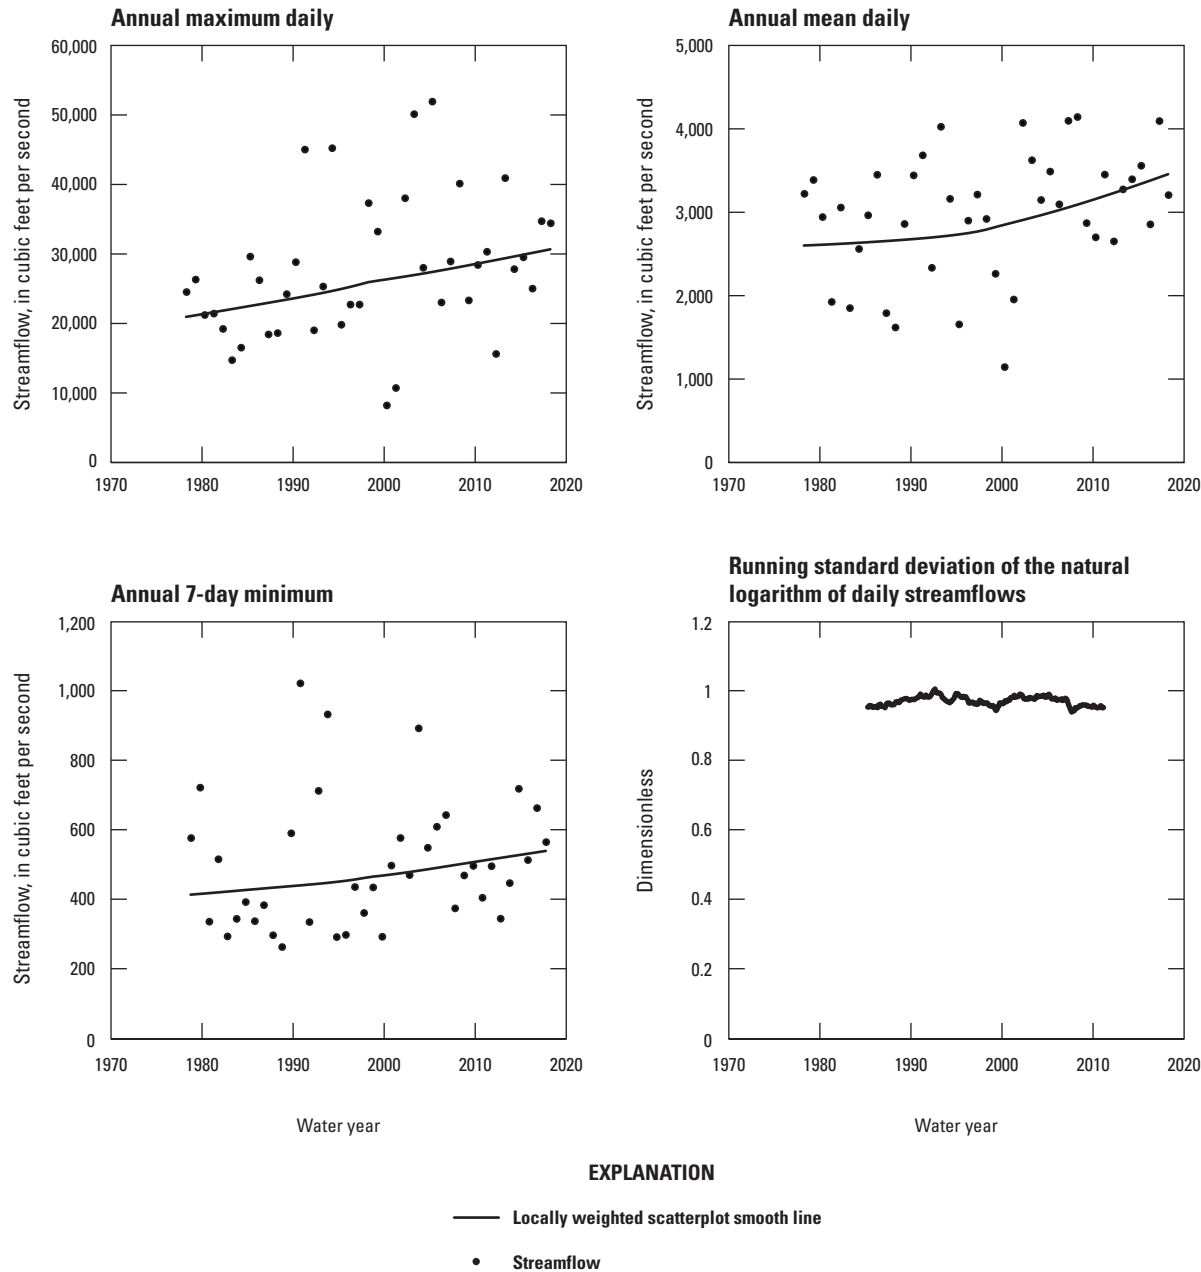 Annual maximum daily
60,000
50,000
40,000
30,000
20,000
10,000
0
Streamflow, in cubic feet per second
1970 1980 1990 2000 2010 2020
Annual mean daily
5,000
4,000
3,000
2,000
1,000
0
Streamflow, in cubic feet per second
1970 1980 1990 2000 2010 2020
Annual 7-day minimum
1,200
1,000
800
600
400
200
0
Streamflow, in cubic feet per second
1970 1980 1990 2000 2010 2020
Water year
Running standard deviation of the natural
logarithm of daily streamflows
1.2
1
0.8
0.6
0.4
0.2
0
Dimensionless
1970 1980 1990 2000 2010 2020
Water year
EXPLANATION
Locally weighted scatterplot smooth line
Streamflow